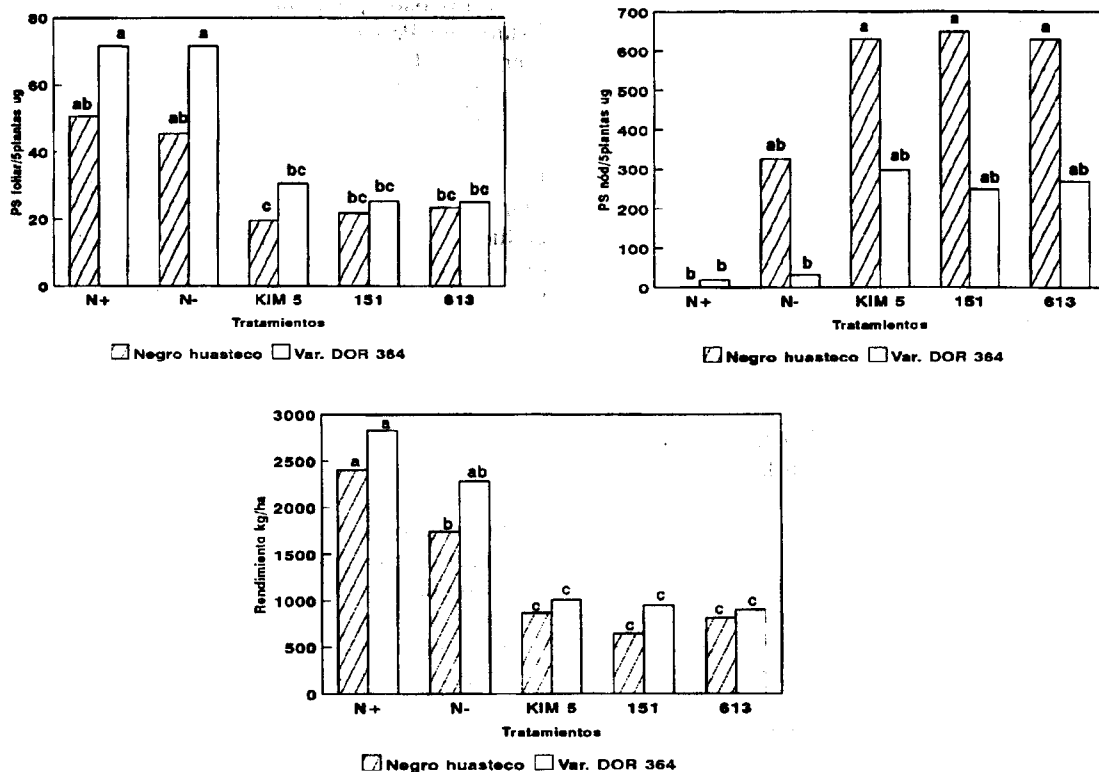 80
60
40
20
0
PS foliar/5plantas ug
a a
ab ab
c bc bc bc bc bc
N+ N- KIM 5 151 613
Tratamientos
Negro huasteco Var. DOR 364
700
600
500
400
300
200
100
0
PS nód/5plantas ug
a a a
ab ab ab ab
b b b
N+ N- KIM 5 151 613
Tratamientos
Negro huasteco Var. DOR 364
3000
2500
2000
1500
1000
500
0
Rendimiento kg/ha
a a
b ab
c c c c c c
N+ N- KIM 5 151 613
Tratamientos
Negro huasteco Var. DOR 364